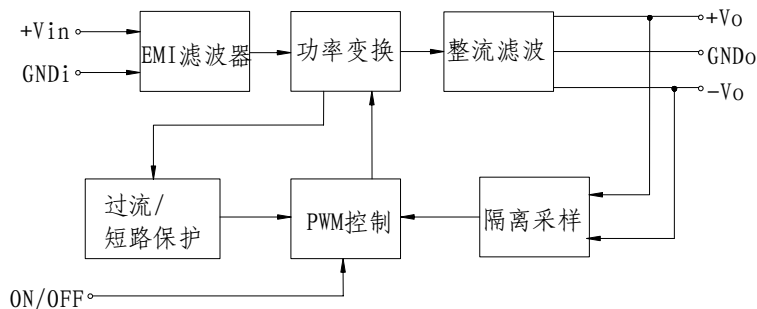 +Vin
GNDi
EMI滤波器
功率变换
整流滤波
+Vo
GNDo
-Vo
过流/
短路保护
PWM控制
隔离采样
ON/OFF